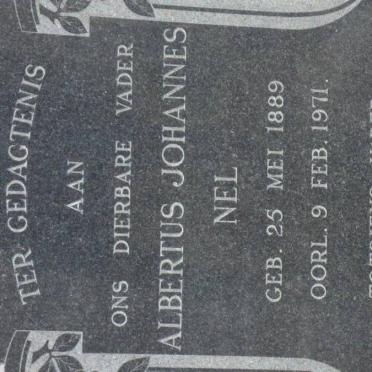 TER GEDAGTENIS
AAN
ONS DIERBARE VADER
ALBERTUS JOHANNES
NEL
GEB. 25 MEI 1889
OORL. 9 FEB. 1971.